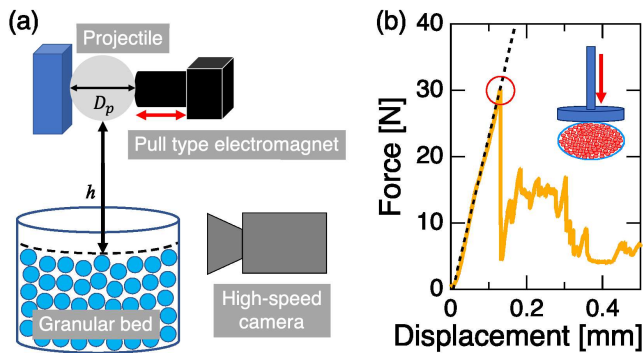 (a)
Projectile
Dp
Pull type electromagnet
h
High-speed
camera
Granular bed
(b)
Force [N]
40
30
20
10
0
0 0.2 0.4
Displacement [mm]